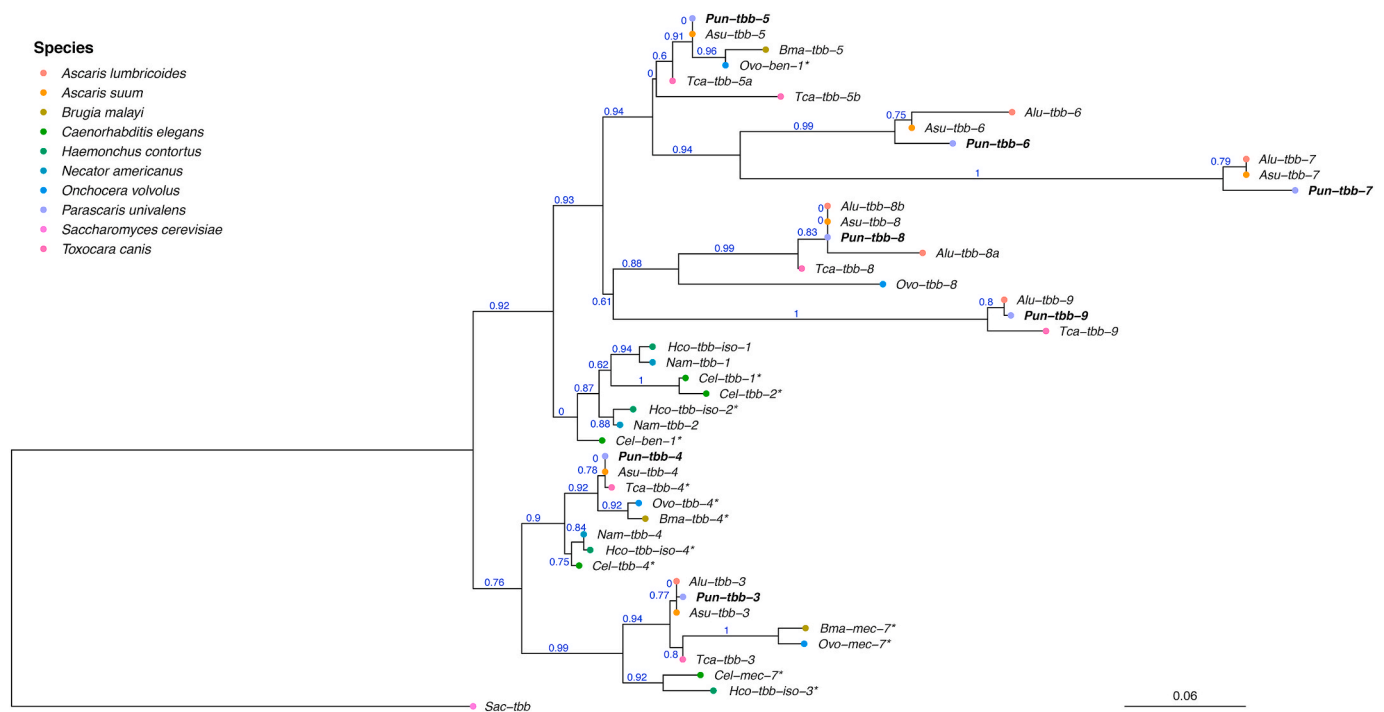 Species
Ascaris lumbricoides
Ascaris suum
Brugia malayi
Caenorhabditis elegans
Haemonchus contortus
Necator americanus
Onchocera volvolus
Parascaris univalens
Saccharomyces cerevisiae
Toxocara canis
0 Pun–tbb–5
0.91 Asu–tbb–5
0.96 Bma–tbb–5
0.6 Ovo–ben–1*
0 Tca–tbb–5a
Tca–tbb–5b
0.94
0.75 Alu–tbb–6
0.99 Asu–tbb–6
Pun–tbb–6
0.94
0.79 Alu–tbb–7
1 Asu–tbb–7
Pun–tbb–7
0.93
0 Alu–tbb–8b
0 Asu–tbb–8
0.83 Pun–tbb–8
0.99 Alu–tbb–8a
0.88 Tca–tbb–8
Ovo–tbb–8
0.61
0.8 Alu–tbb–9
1 Pun–tbb–9
Tca–tbb–9
0.92
0.94 Hco–tbb–iso–1
0.62 Nam–tbb–1
1 Cel–tbb–1*
0.87 Cel–tbb–2*
0 Hco–tbb–iso–2*
0.88 Nam–tbb–2
Cel–ben–1*
0 Pun–tbb–4
0.78 Asu–tbb–4
0.92 Tca–tbb–4*
0.92 Ovo–tbb–4*
0.9 Bma–tbb–4*
0.84 Nam–tbb–4
Hco–tbb–iso–4*
0.75 Cel–tbb–4*
0.76
0 Alu–tbb–3
0.77 Pun–tbb–3
0.94 Asu–tbb–3
1 Bma–mec–7*
0.99 Ovo–mec–7*
0.8 Tca–tbb–3
0.92 Cel–mec–7*
Hco–tbb–iso–3*
0.06
Sac–tbb